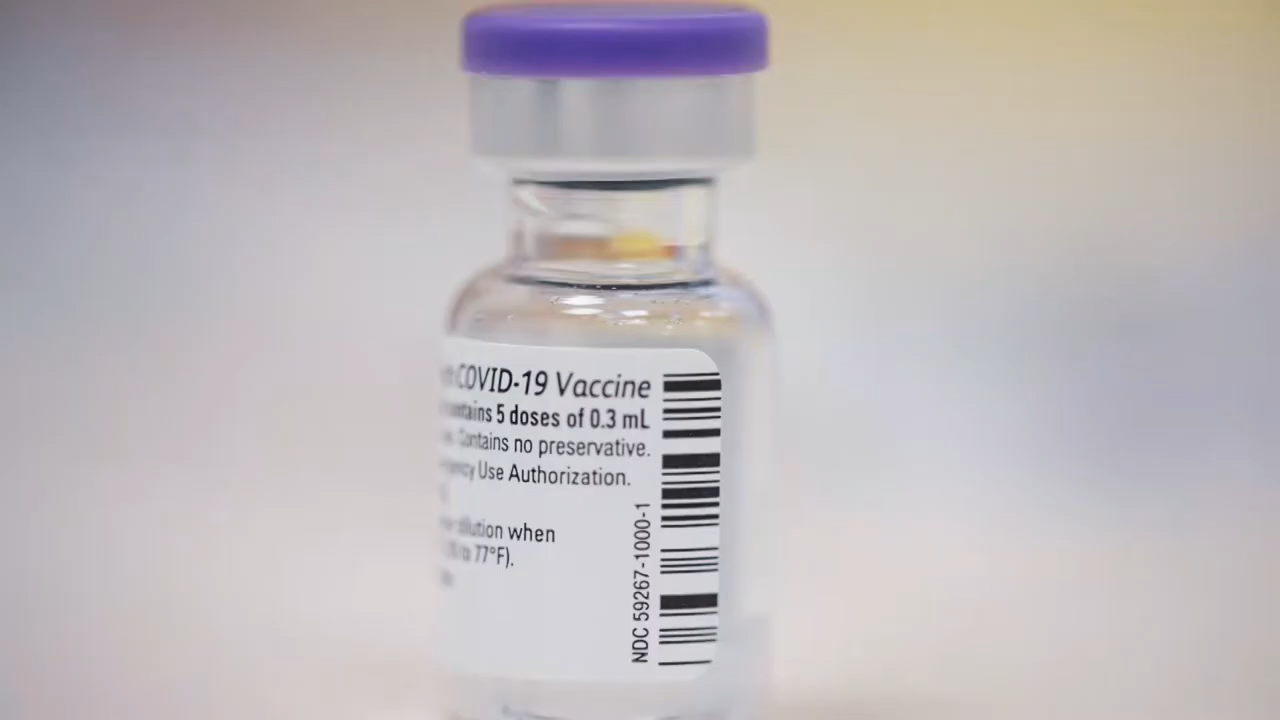 COVID-19 Vaccine
contains 5 doses of 0.3 mL
Contains no preservative.
Use Authorization.
dilution when
to 77°F).
NDC 59267-1000-1